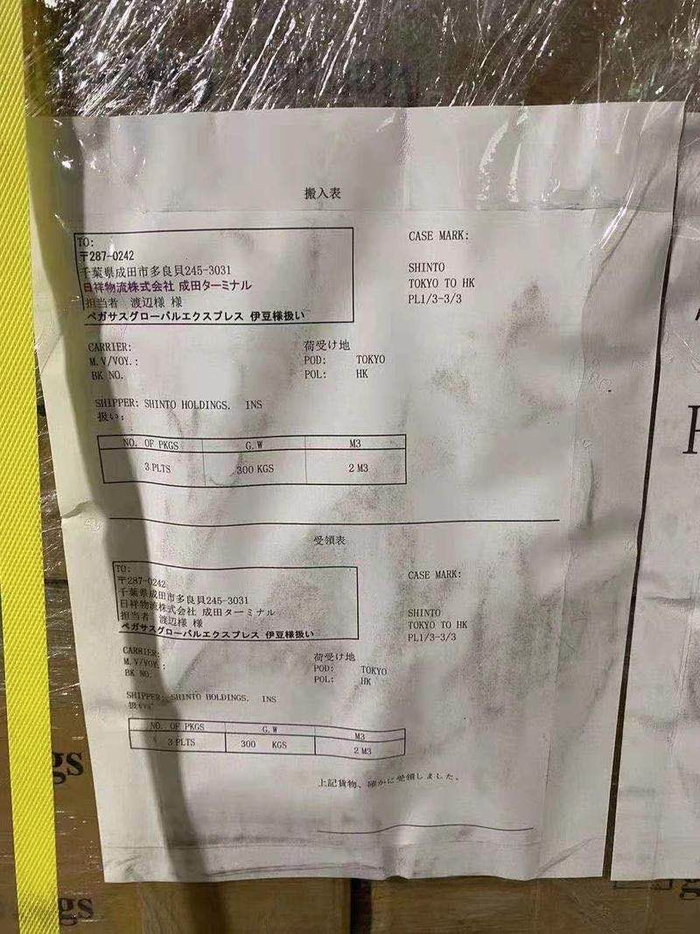 搬入表
TO:
〒287-0242
千葉県成田市多良貝245-3031
日祥物流株式会社 成田ターミナル
担当者 渡辺様 様
ペガサスグローバルエクスプレス 伊豆様扱い
CASE MARK:
SHINTO
TOKYO TO HK
PL1/3-3/3
CARRIER:
M.V/VOY.:
BK NO.
荷受け地
POD: TOKYO
POL: HK
SHIPPER: SHINTO HOLDINGS. INS
扱い:
NO. OF PKGS G.W M3
3 PLTS 300 KGS 2 M3
受領表
TO:
〒287-0242
千葉県成田市多良貝245-3031
日祥物流株式会社 成田ターミナル
担当者 渡辺様 様
ペガサスグローバルエクスプレス 伊豆様扱い
CASE MARK:
SHINTO
TOKYO TO HK
PL1/3-3/3
CARRIER:
M.V/VOY.:
BK NO.
荷受け地
POD: TOKYO
POL: HK
SHIPPER: SHINTO HOLDINGS. INS
扱い:
NO. OF PKGS G.W M3
3 PLTS 300 KGS 2 M3
上記貨物、確かに受領しました。
gs
gs